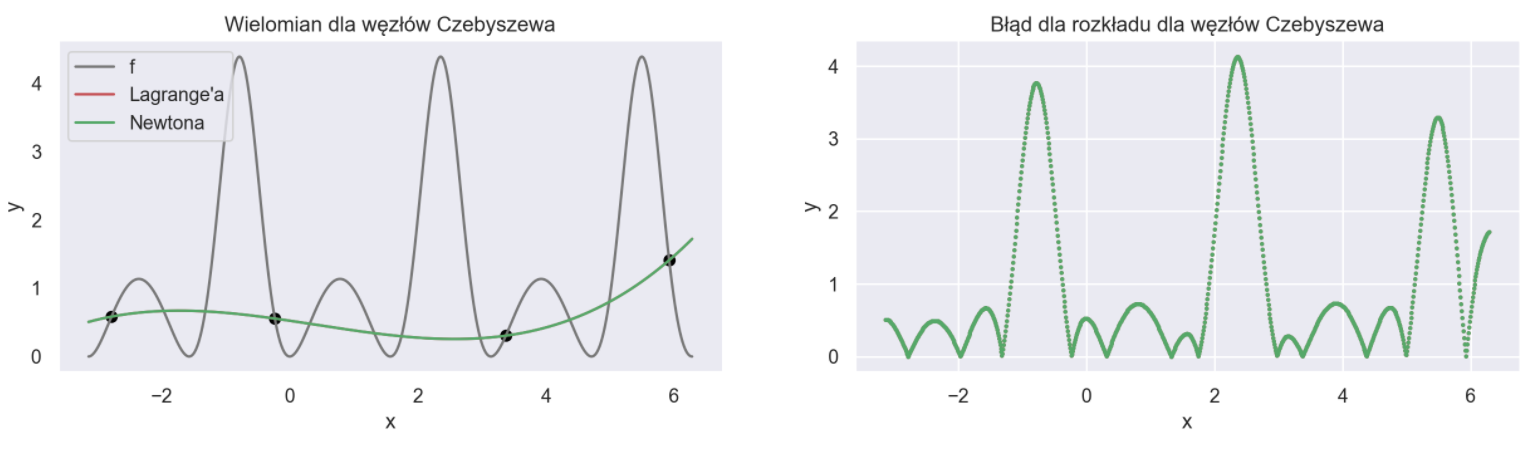 Wielomian dla węzłów Czebyszewa
f
Lagrange'a
Newtona
4
3
2
1
0
y
−2
0
2
4
6
x
Błąd dla rozkładu dla węzłów Czebyszewa
4
3
2
1
0
y
−2
0
2
4
6
x